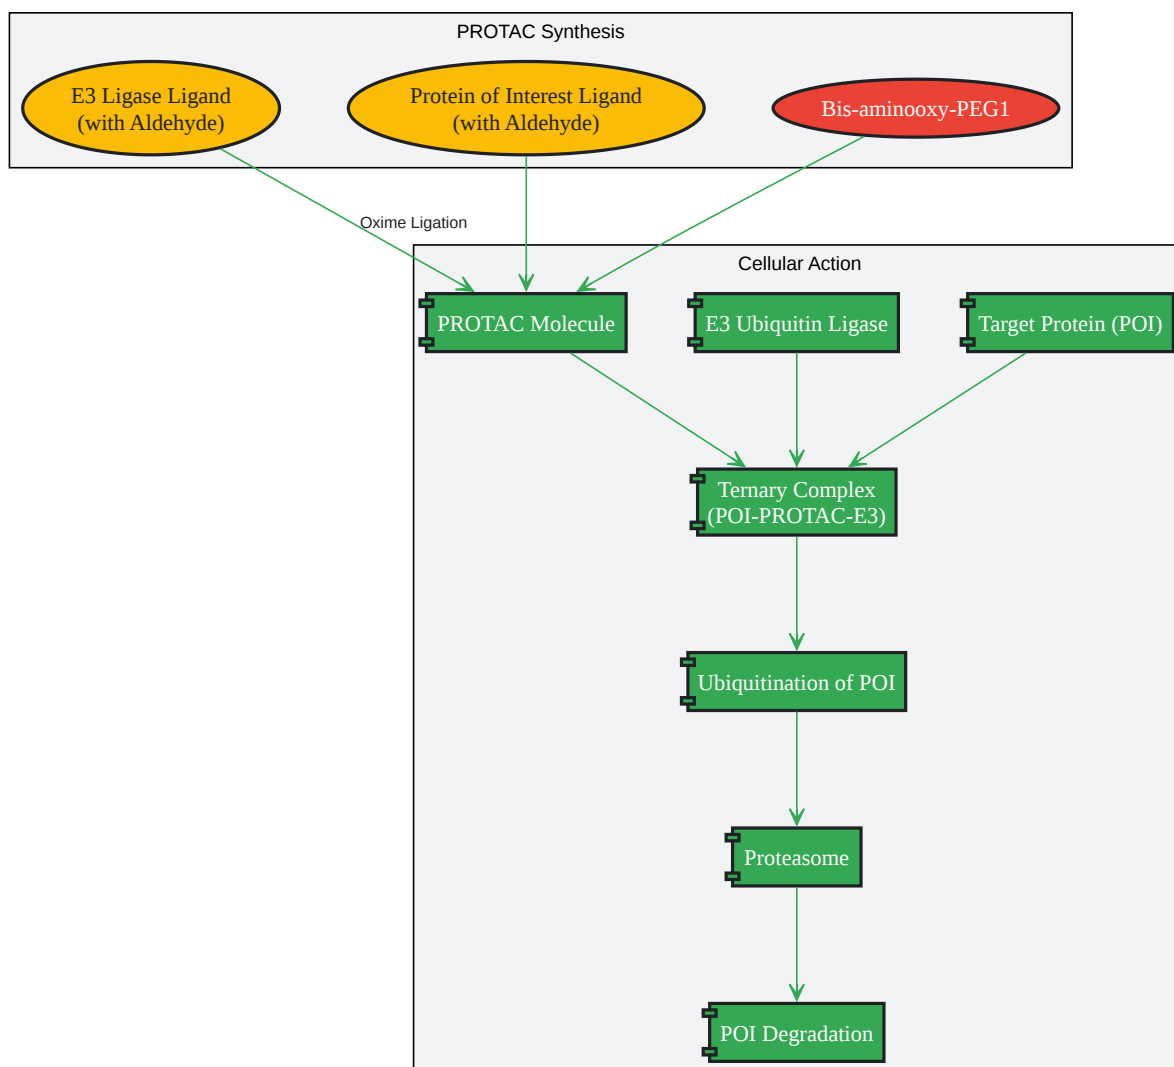 PROTAC Synthesis
E3 Ligase Ligand
(with Aldehyde)
Protein of Interest Ligand
(with Aldehyde)
Bis-aminooxy-PEG1
Oxime Ligation
Cellular Action
PROTAC Molecule
E3 Ubiquitin Ligase
Target Protein (POI)
Ternary Complex
(POI-PROTAC-E3)
Ubiquitination of POI
Proteasome
POI Degradation